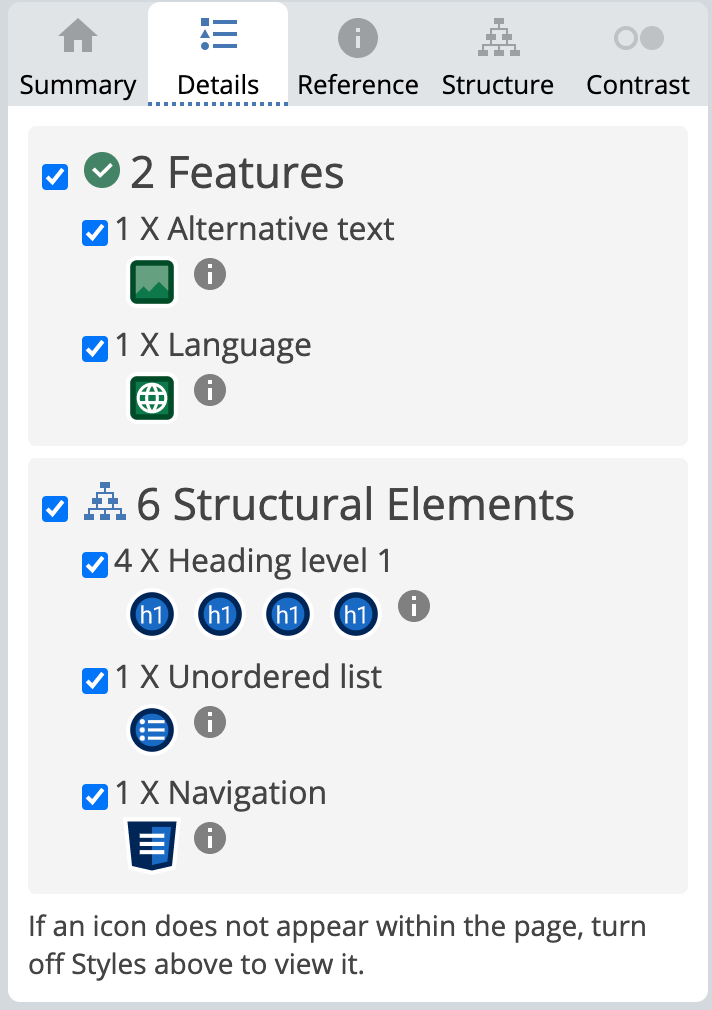 Summary Details Reference Structure Contrast
2 Features
1 X Alternative text
1 X Language
6 Structural Elements
4 X Heading level 1
h1 h1 h1 h1
1 X Unordered list
1 X Navigation
If an icon does not appear within the page, turn
off Styles above to view it.